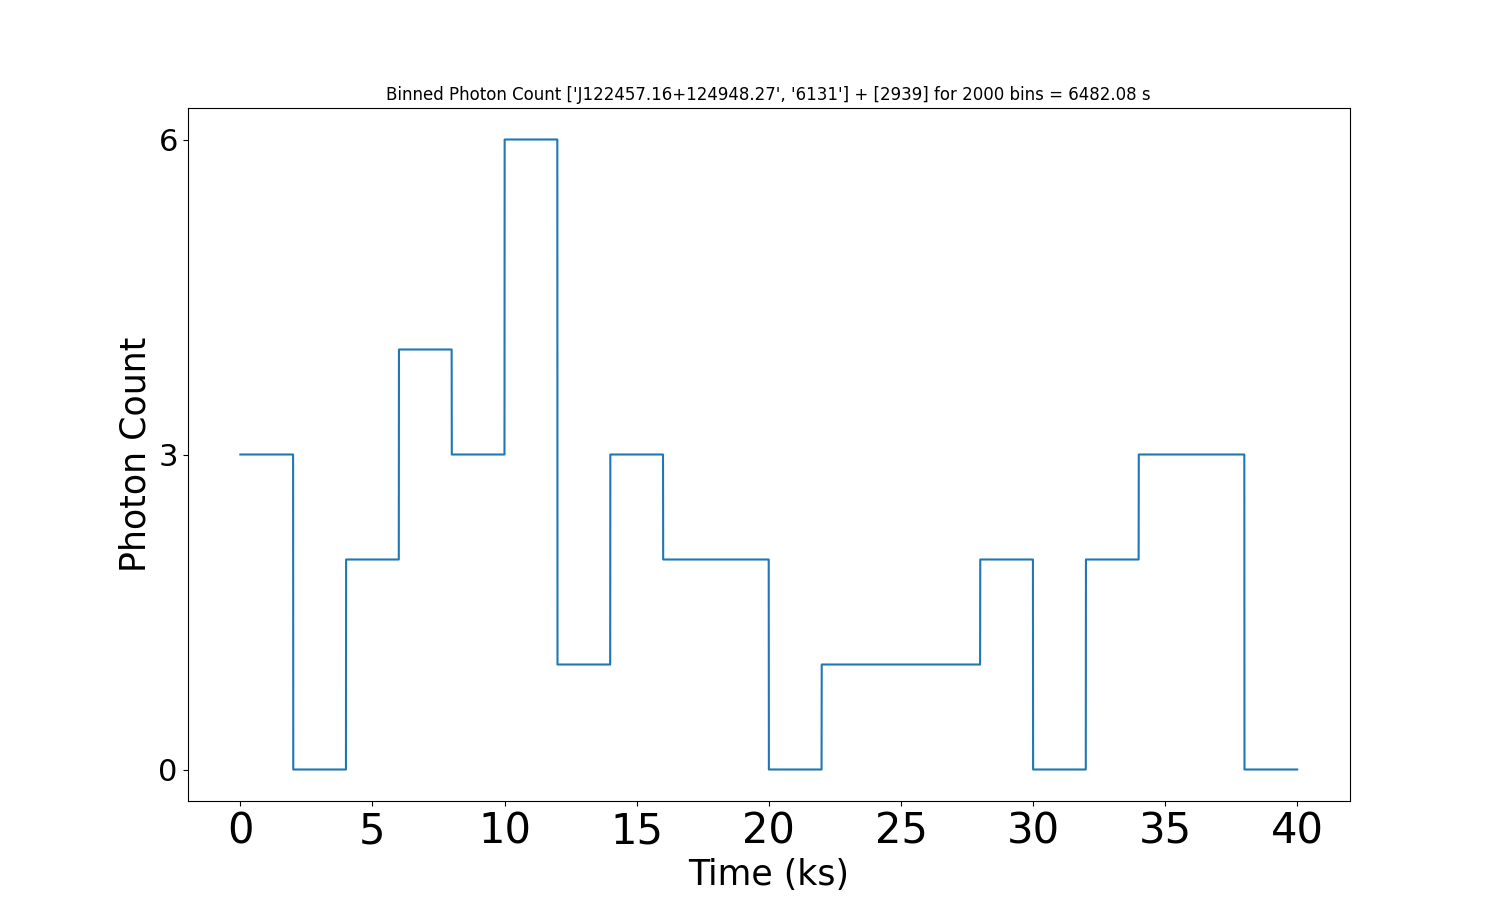 Binned Photon Count ['J122457.16+124948.27', '6131'] + [2939] for 2000 bins = 6482.08 s
6
3
0
Photon Count
0 5 10 15 20 25 30 35 40
Time (ks)